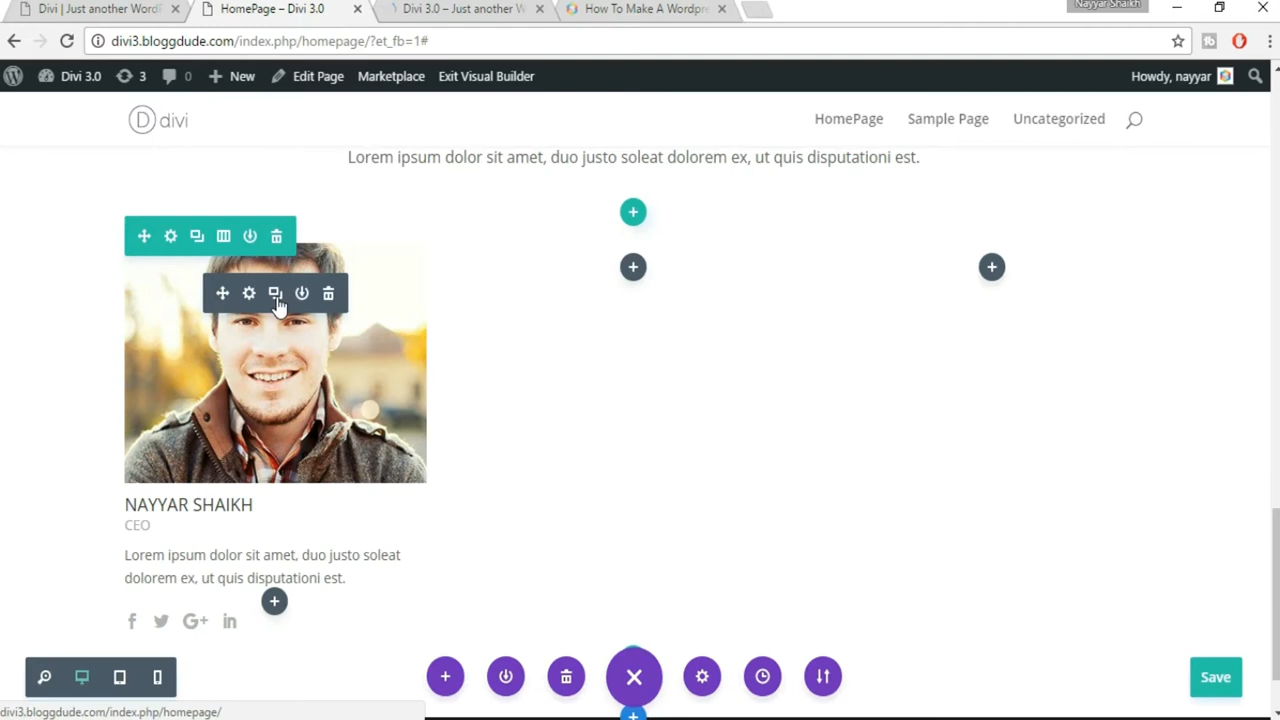 Divi | Just another WordP
HomePage – Divi 3.0
Divi 3.0 – Just another W
How To Make A Wordpre
Nayyar Shaikh
divi3.bloggdude.com/index.php/homepage/?et_fb=1#
Divi 3.0
3
0
New
Edit Page
Marketplace
Exit Visual Builder
Howdy, nayyar
D divi
HomePage
Sample Page
Uncategorized
Lorem ipsum dolor sit amet, duo justo soleat dolorem ex, ut quis disputationi est.
NAYYAR SHAIKH
CEO
Lorem ipsum dolor sit amet, duo justo soleat
dolorem ex, ut quis disputationi est.
Save
divi3.bloggdude.com/index.php/homepage/